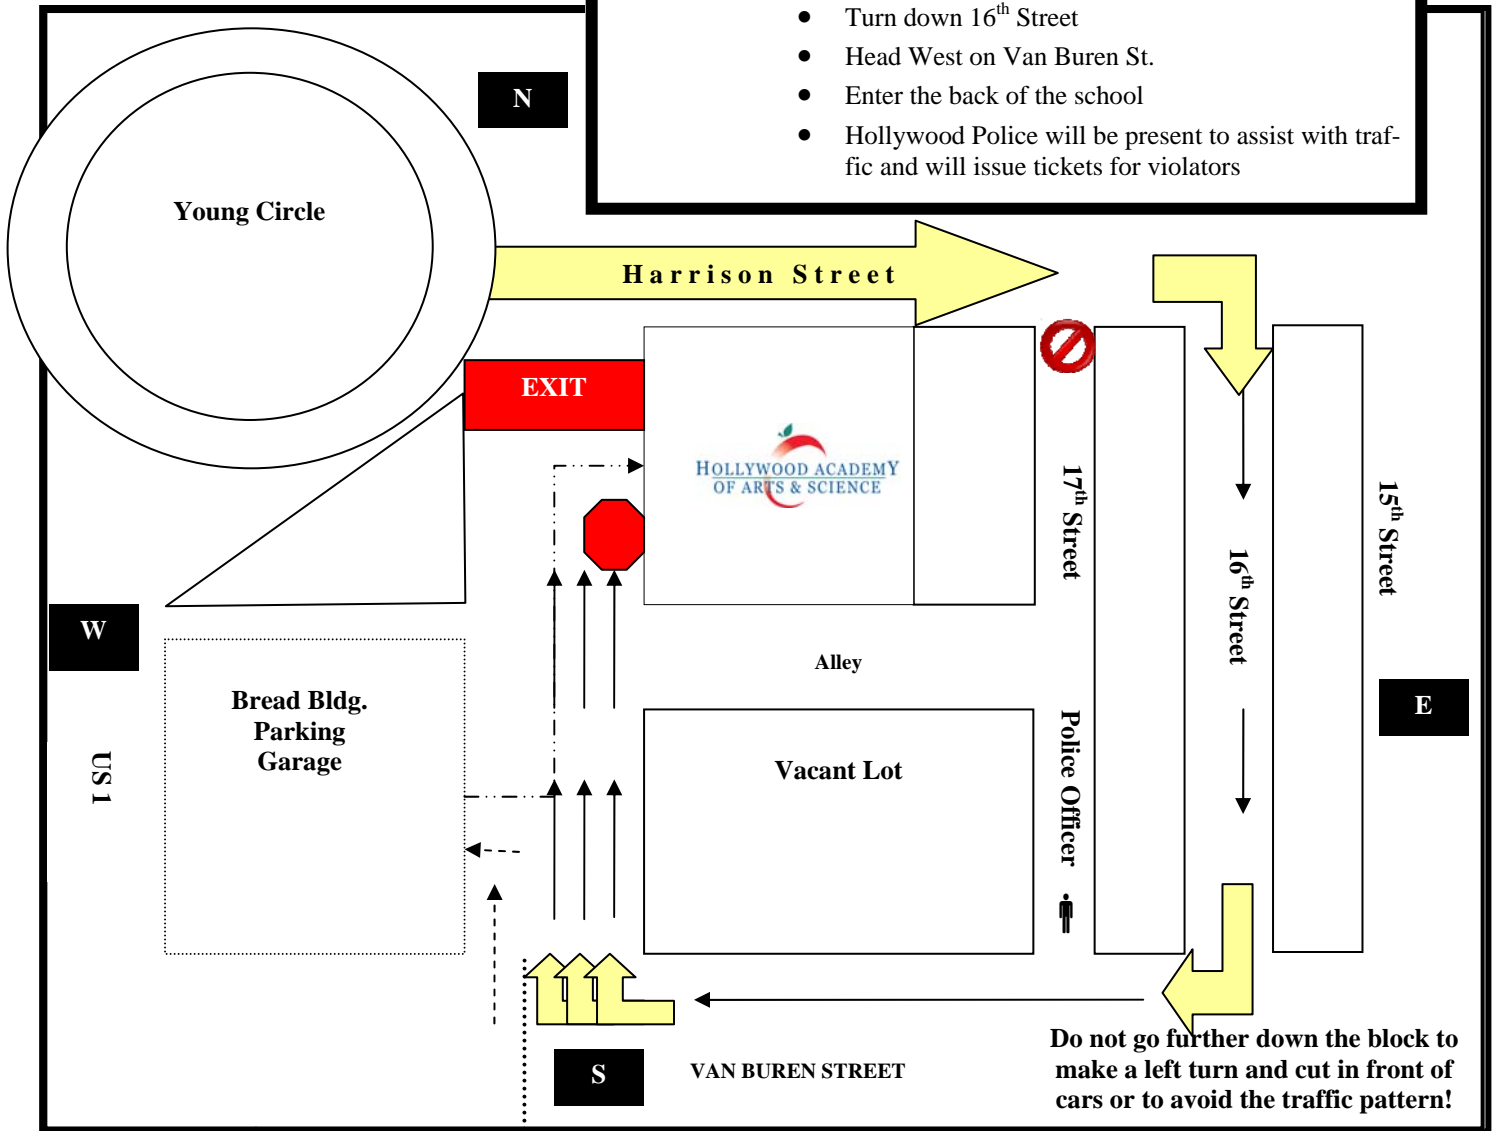 Turn down 16th Street
Head West on Van Buren St.
Enter the back of the school
Hollywood Police will be present to assist with traf-
fic and will issue tickets for violators
N
Young Circle
Harrison Street
EXIT
HOLLYWOOD ACADEMY
OF ARTS & SCIENCE
17th Street
16th Street
15th Street
W
Alley
E
Bread Bldg.
Parking
Garage
US 1
Vacant Lot
Police Officer
Do not go further down the block to
make a left turn and cut in front of
cars or to avoid the traffic pattern!
S
VAN BUREN STREET